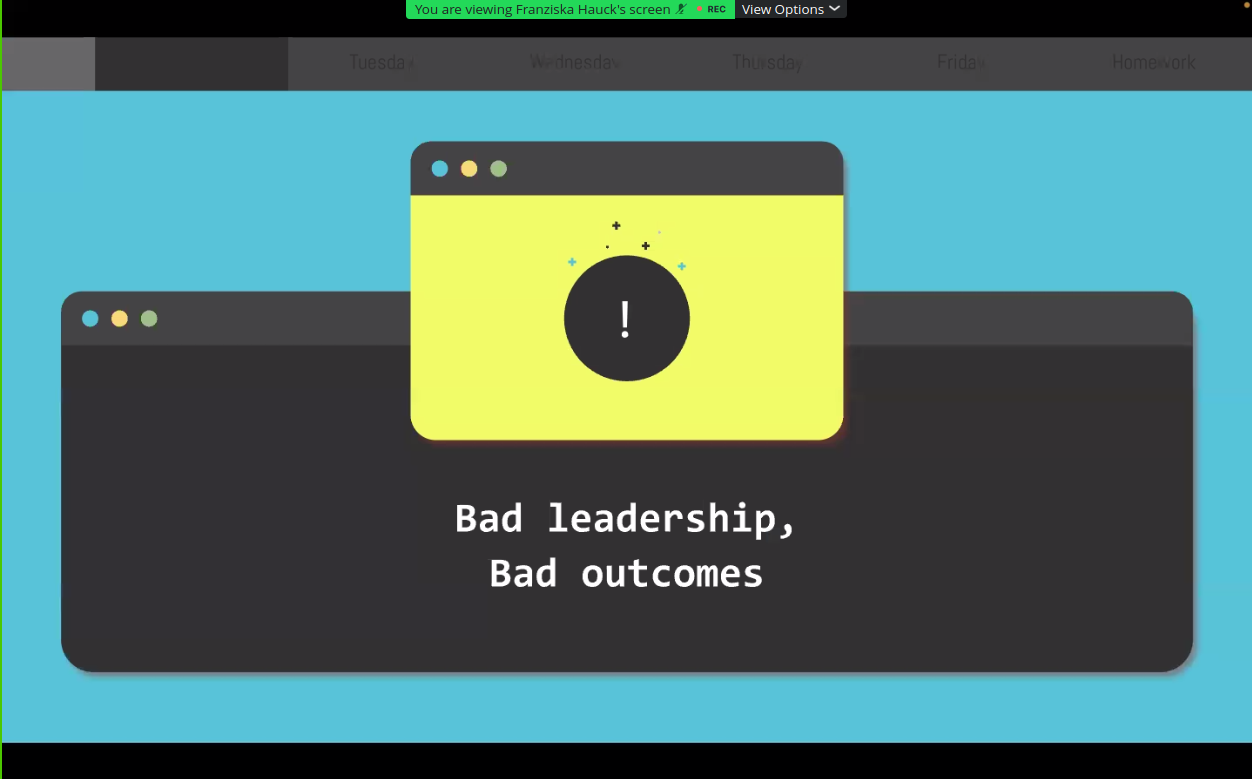 You are viewing Franziska Hauck's screen REC View Options
Tuesday Wednesday Thursday Friday Homework
!
Bad leadership,
Bad outcomes